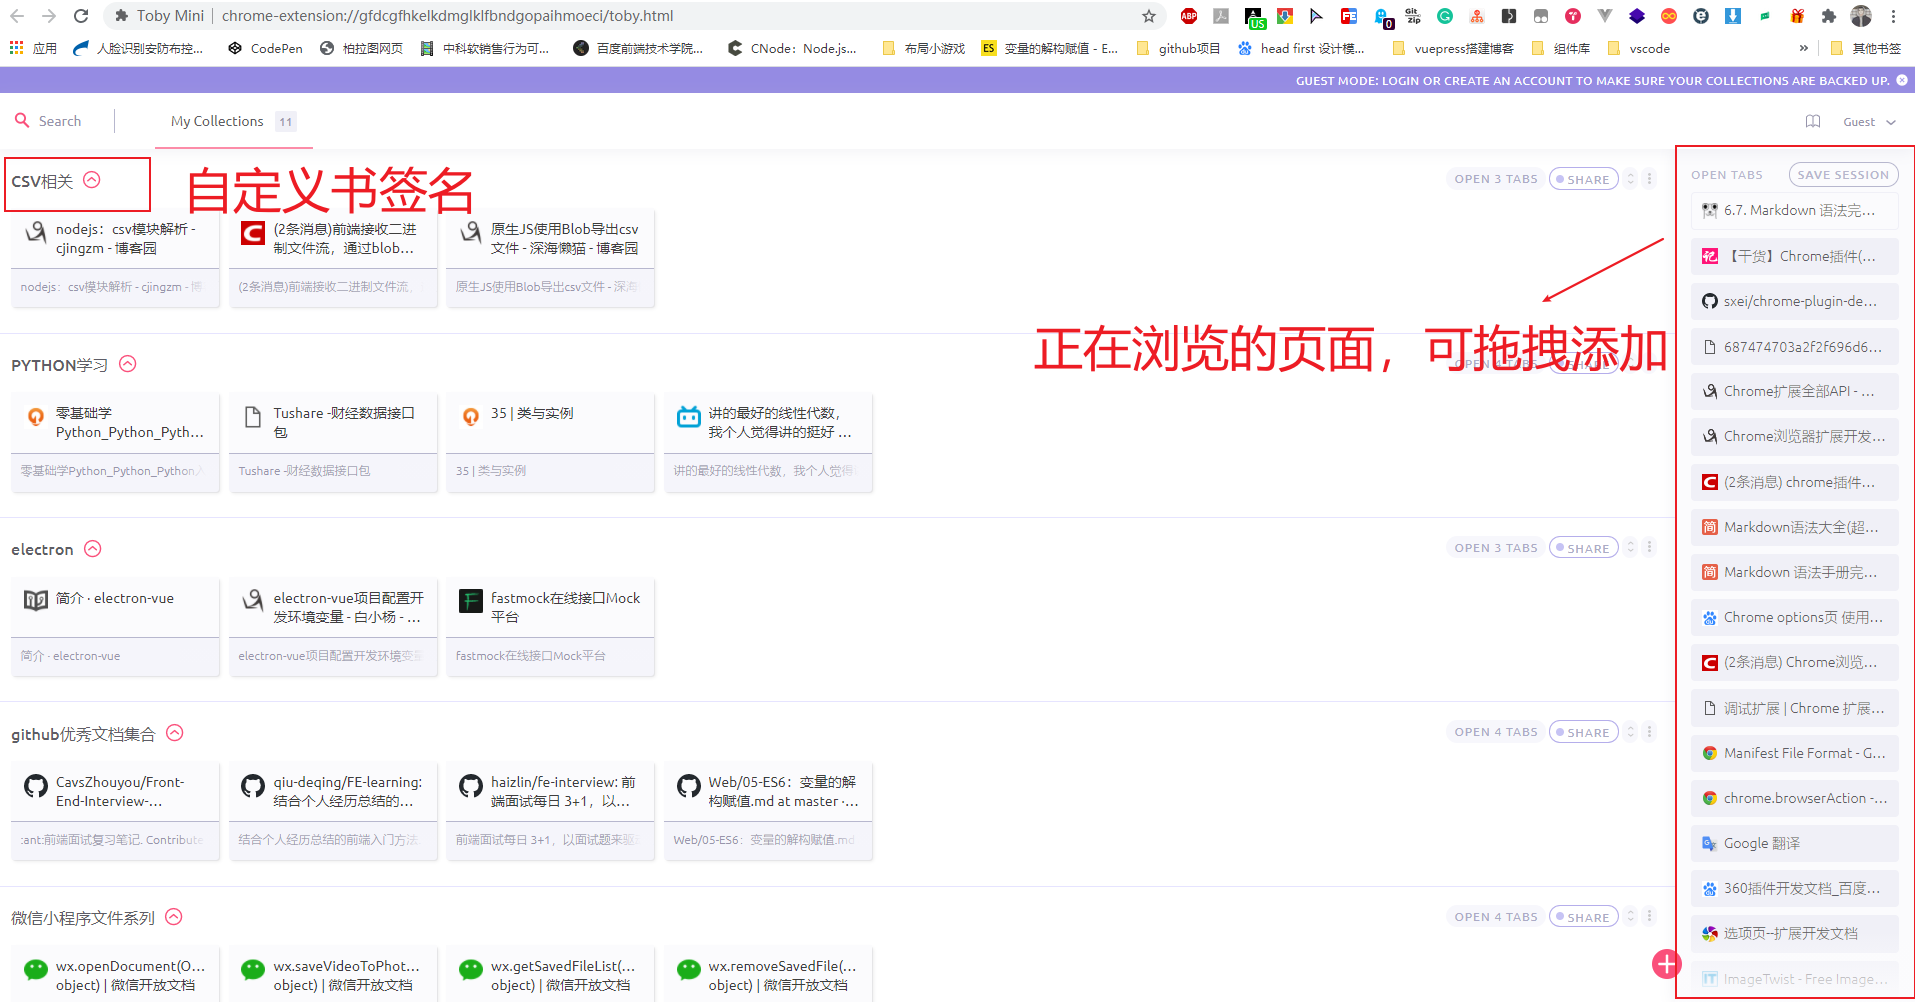 Toby Mini | chrome-extension://gfdcgfhkelkdmglklfbndgopaihmoeci/toby.html
ABP
US
FE
0
Git Zip
应用
人脸识别安防布控...
CodePen
柏拉图网页
中科软销售行为可...
百度前端技术学院...
CNode：Node.js...
布局小游戏
ES
变量的解构赋值 - E...
github项目
head first 设计模...
vuepress搭建博客
组件库
vscode
»
其他书签
GUEST MODE: LOGIN OR CREATE AN ACCOUNT TO MAKE SURE YOUR COLLECTIONS ARE BACKED UP.
Search
My Collections 11
Guest
CSV相关
自定义书签名
OPEN 3 TABS
SHARE
nodejs：csv模块解析 -
cjingzm - 博客园
nodejs：csv模块解析 - cjingzm - 博
(2条消息)前端接收二进
制文件流，通过blob...
(2条消息)前端接收二进制文件流，
原生JS使用Blob导出csv
文件 - 深海懒猫 - 博客园
原生JS使用Blob导出csv文件 - 深海
正在浏览的页面，可拖拽添加
PYTHON学习
OPEN 4 TABS
SHARE
零基础学
Python_Python_Pyth...
零基础学Python_Python_Python入
Tushare -财经数据接口
包
Tushare -财经数据接口包
35 | 类与实例
35 | 类与实例
讲的最好的线性代数，
我个人觉得讲的挺好 ...
讲的最好的线性代数，我个人觉得
electron
OPEN 3 TABS
SHARE
简介 · electron-vue
简介 · electron-vue
electron-vue项目配置开
发环境变量 - 白小杨 - ...
electron-vue项目配置开发环境变量
fastmock在线接口Mock
平台
fastmock在线接口Mock平台
github优秀文档集合
OPEN 4 TABS
SHARE
CavsZhouyou/Front-
End-Interview-...
:ant:前端面试复习笔记. Contribute
qiu-deqing/FE-learning:
结合个人经历总结的...
结合个人经历总结的前端入门方法
haizlin/fe-interview: 前
端面试每日 3+1，以...
前端面试每日 3+1，以面试题来驱
Web/05-ES6：变量的解
构赋值.md at master ·...
Web/05-ES6：变量的解构赋值.md
微信小程序文件系列
OPEN 4 TABS
SHARE
wx.openDocument(O...
object) | 微信开放文档
wx.saveVideoToPhot...
object) | 微信开放文档
wx.getSavedFileList(...
object) | 微信开放文档
wx.removeSavedFile(...
object) | 微信开放文档
OPEN TABS
SAVE SESSION
6.7. Markdown 语法完...
【干货】Chrome插件(...
sxei/chrome-plugin-de...
687474703a2f2f696d6...
Chrome扩展全部API - ...
Chrome浏览器扩展开发...
(2条消息) chrome插件...
简 Markdown语法大全(超...
简 Markdown 语法手册完...
Chrome options页 使用...
(2条消息) Chrome浏览...
调试扩展 | Chrome 扩展...
Manifest File Format - G...
chrome.browserAction -...
Google 翻译
360插件开发文档_百度...
选项页--扩展开发文档
IT ImageTwist - Free Image...